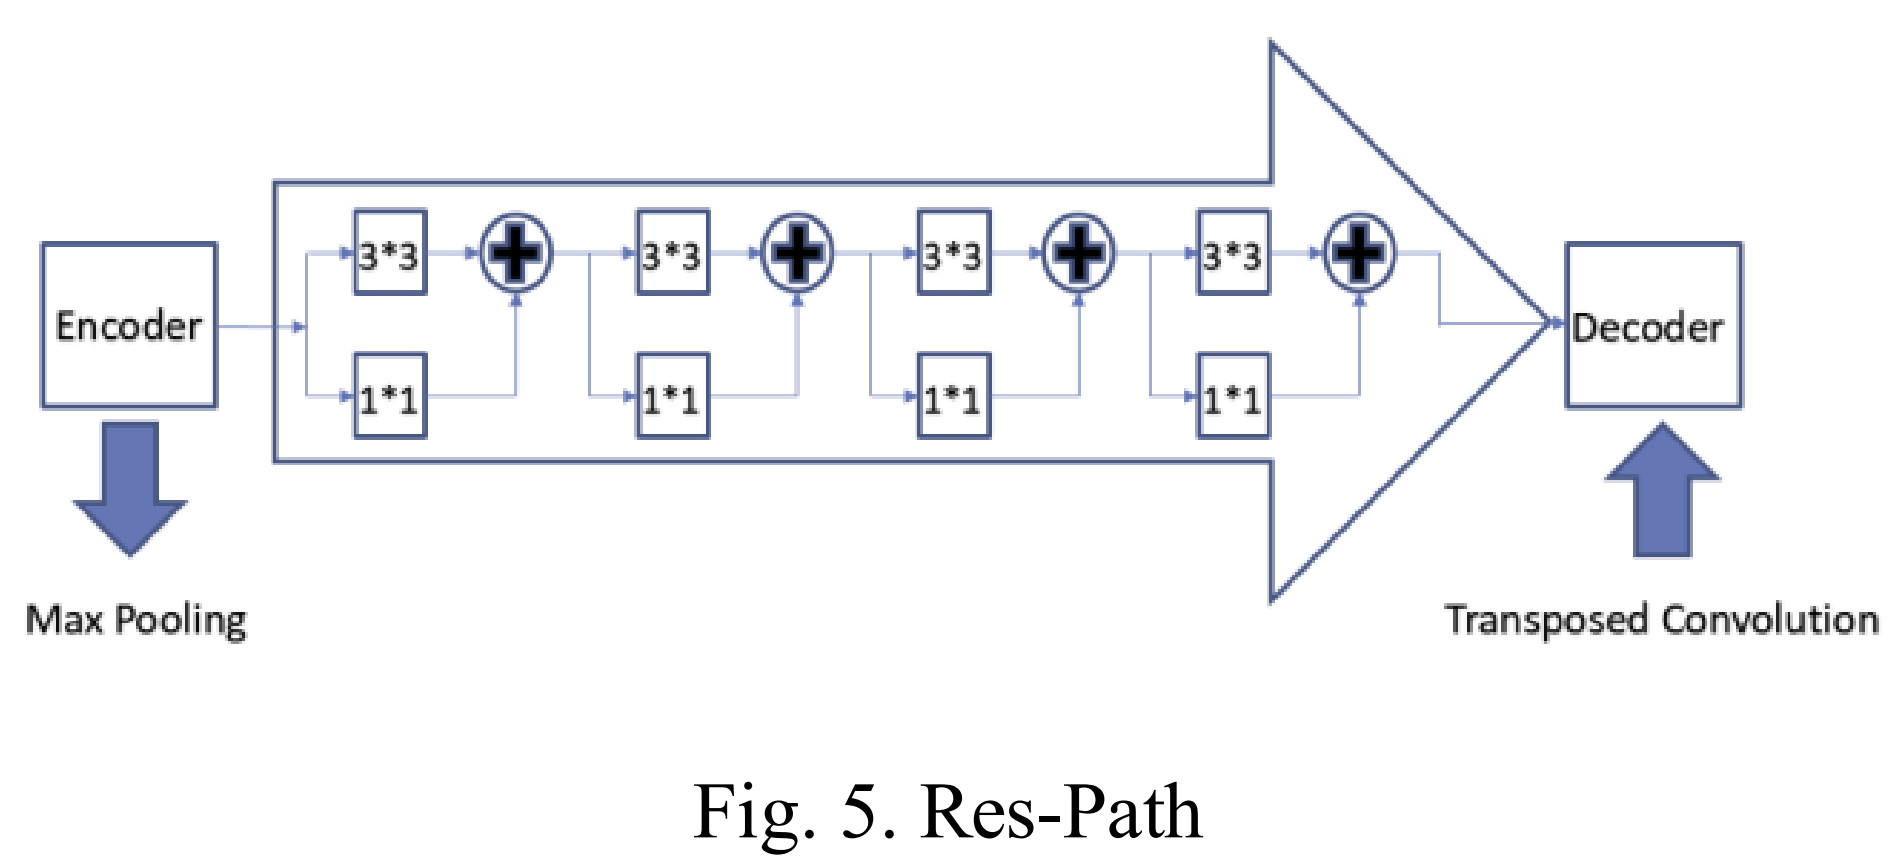 3*3 3*3 3*3 3*3
Encoder Decoder
1*1 1*1 1*1 1*1
Max Pooling Transposed Convolution
Fig. 5. Res-Path